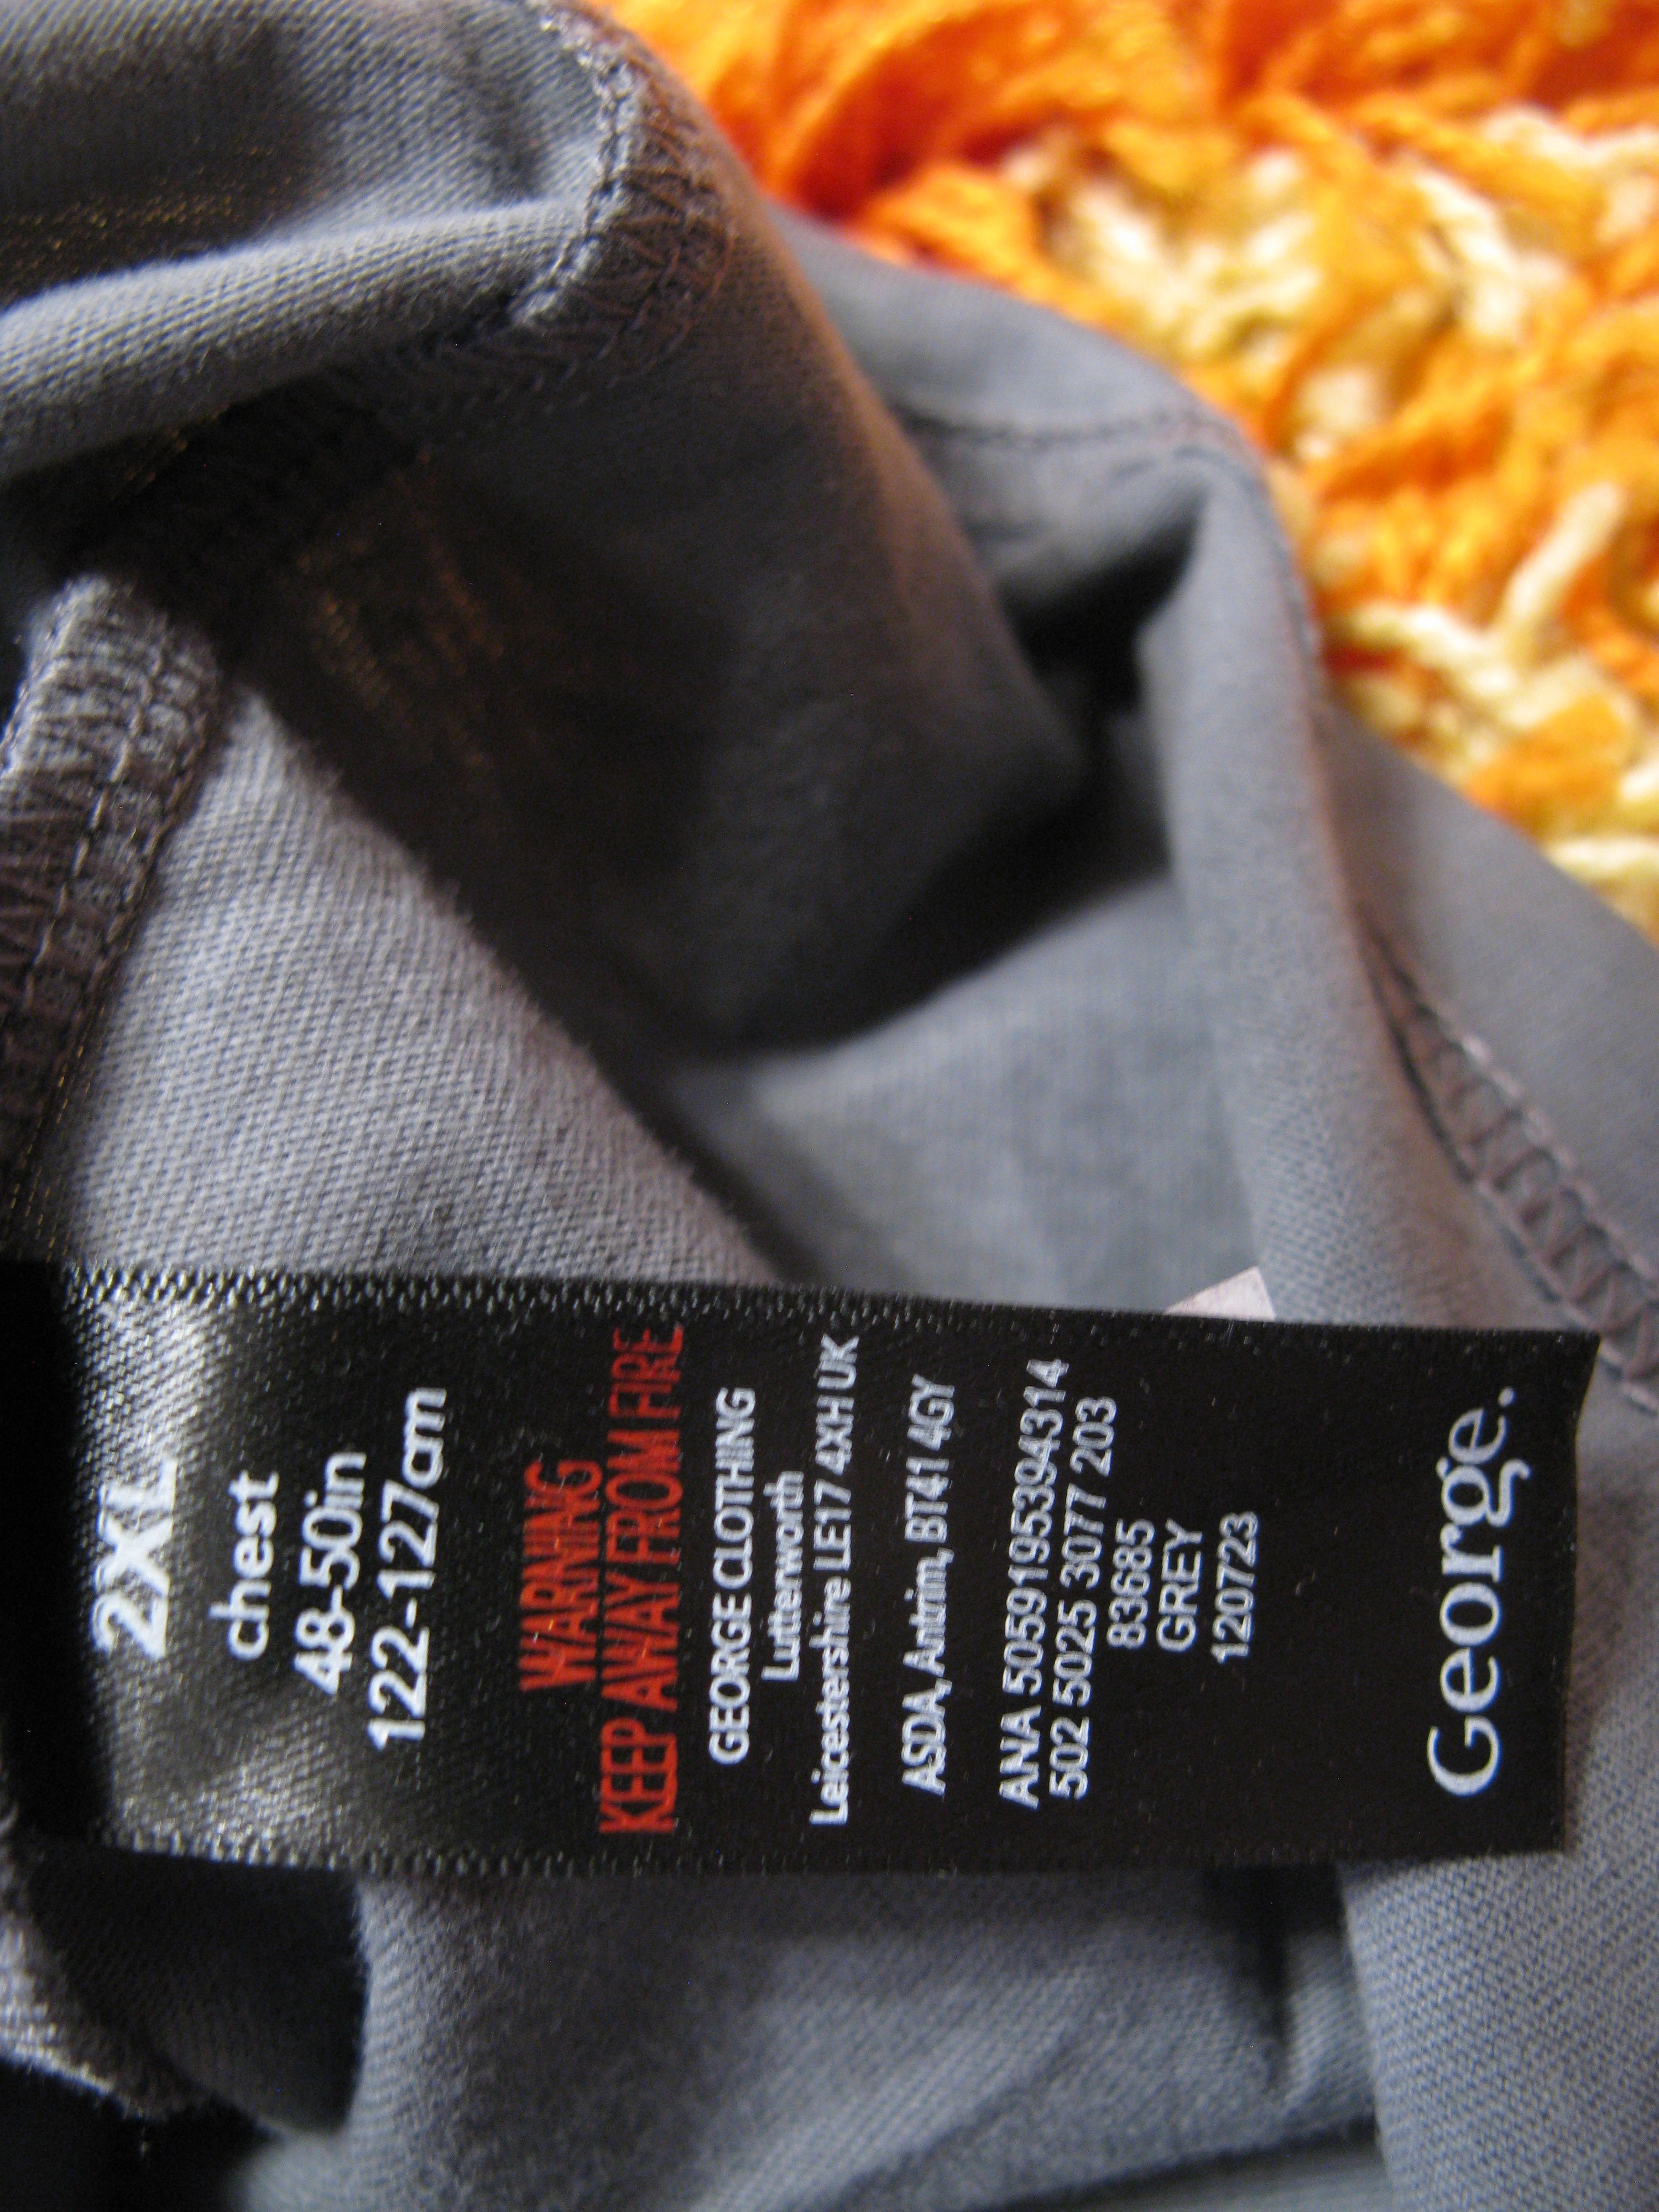 2XL
chest
48-50in
122-127cm
WARNING
KEEP AWAY FROM FIRE
GEORGE CLOTHING
Lutterworth
Leicestershire LE17 4XH UK
ASDA, Antrim, BT41 4GY
ANA 5059195394314
502 5025 3077 203
83685
GREY
120723
George.